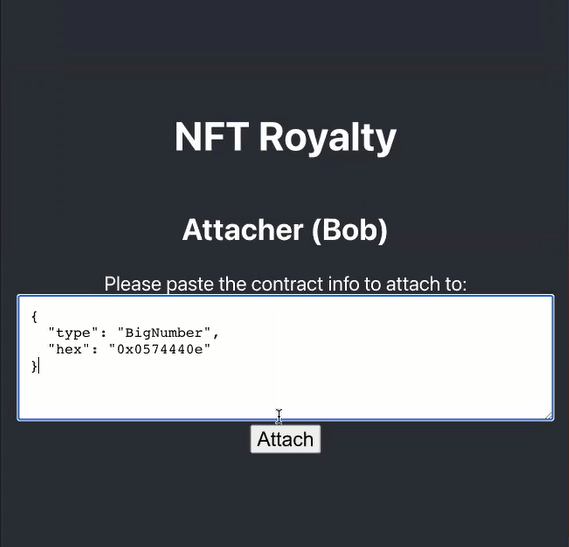 NFT Royalty
Attacher (Bob)
Please paste the contract info to attach to:
{
  "type": "BigNumber",
  "hex": "0x0574440e"
}
Attach